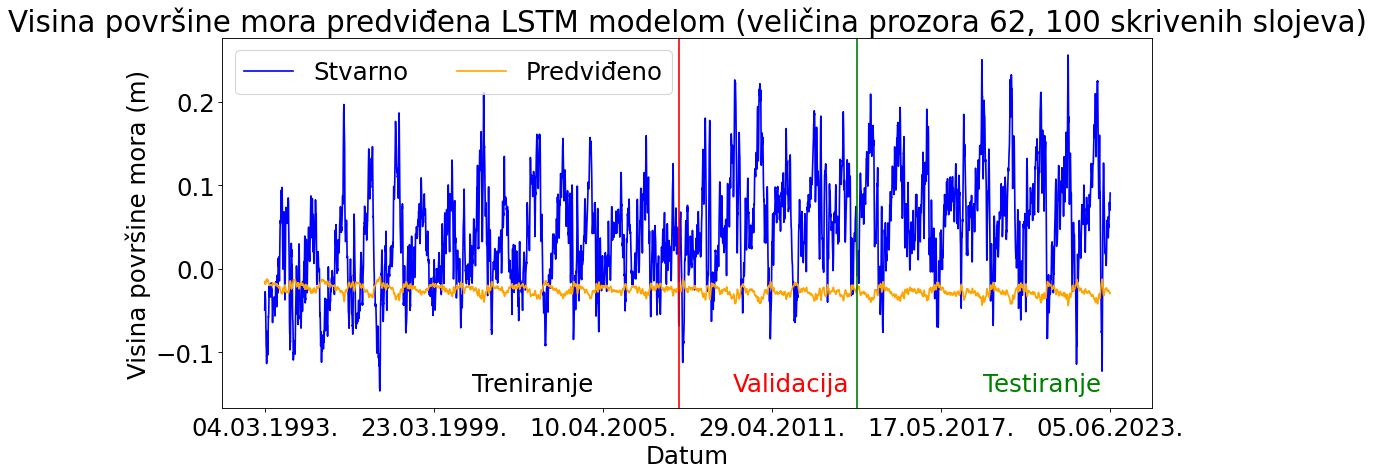 Visina površine mora predviđena LSTM modelom (veličina prozora 62, 100 skrivenih slojeva)
Stvarno Predviđeno
Visina površine mora (m)
0.2
0.1
0.0
−0.1
Treniranje Validacija Testiranje
04.03.1993. 23.03.1999. 10.04.2005. 29.04.2011. 17.05.2017. 05.06.2023.
Datum